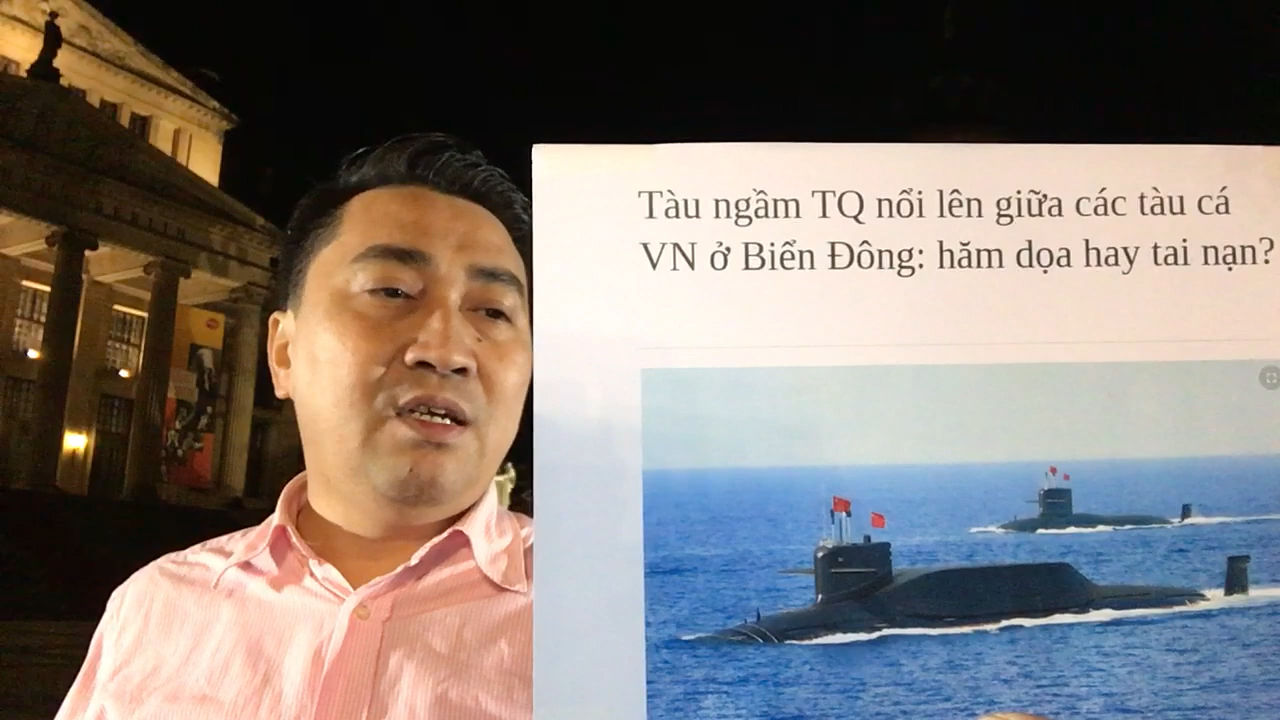 Tàu ngầm TQ nổi lên giữa các tàu cá
VN ở Biển Đông: hăm dọa hay tai nạn?